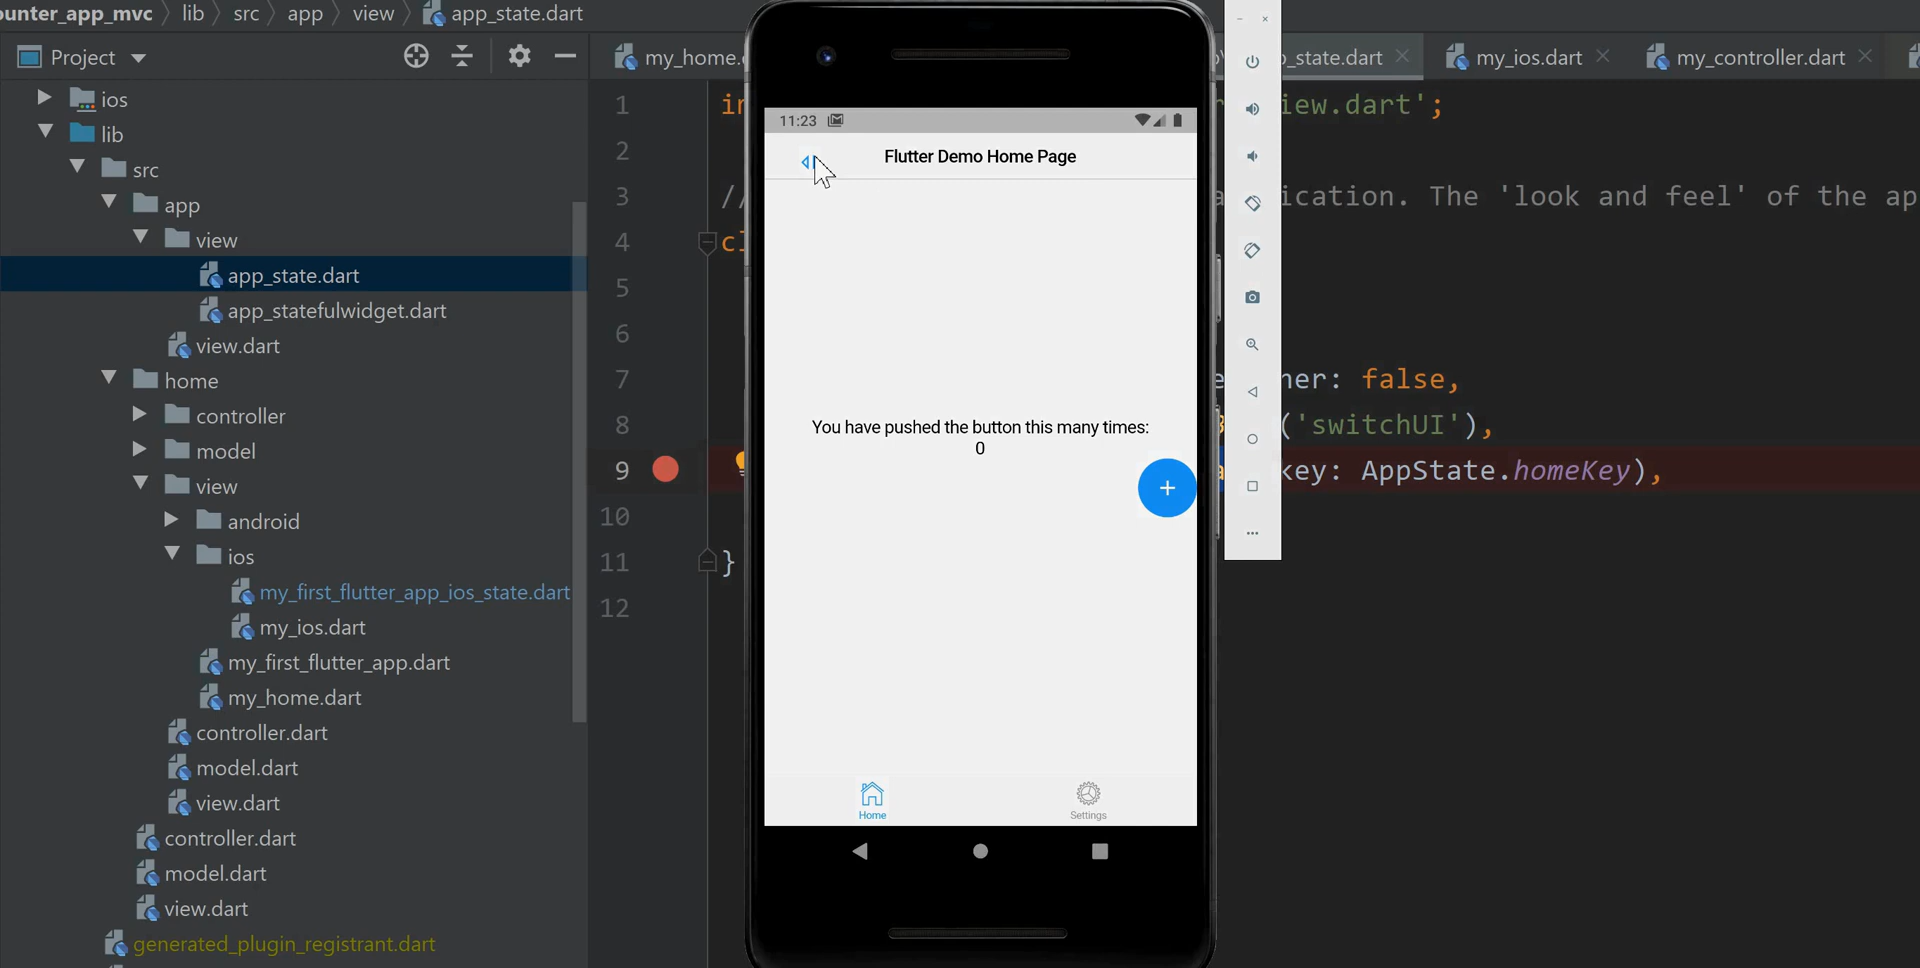 ounter_app_mvc lib src app view app_state.dart
Project
my_home. _state.dart my_ios.dart my_controller.dart
ios
lib
src
app
view
app_state.dart
app_statefulwidget.dart
view.dart
home
controller
model
view
android
ios
my_first_flutter_app_ios_state.dart
my_ios.dart
my_first_flutter_app.dart
my_home.dart
controller.dart
model.dart
view.dart
controller.dart
model.dart
view.dart
generated_plugin_registrant.dart
1 iew.dart';
2
3 // ication. The 'look and feel' of the ap
4
5
6
7 ner: false,
8 ('switchUI'),
9 key: AppState.homeKey),
10
11 }
12
11:23
Flutter Demo Home Page
You have pushed the button this many times:
0
+
Home Settings